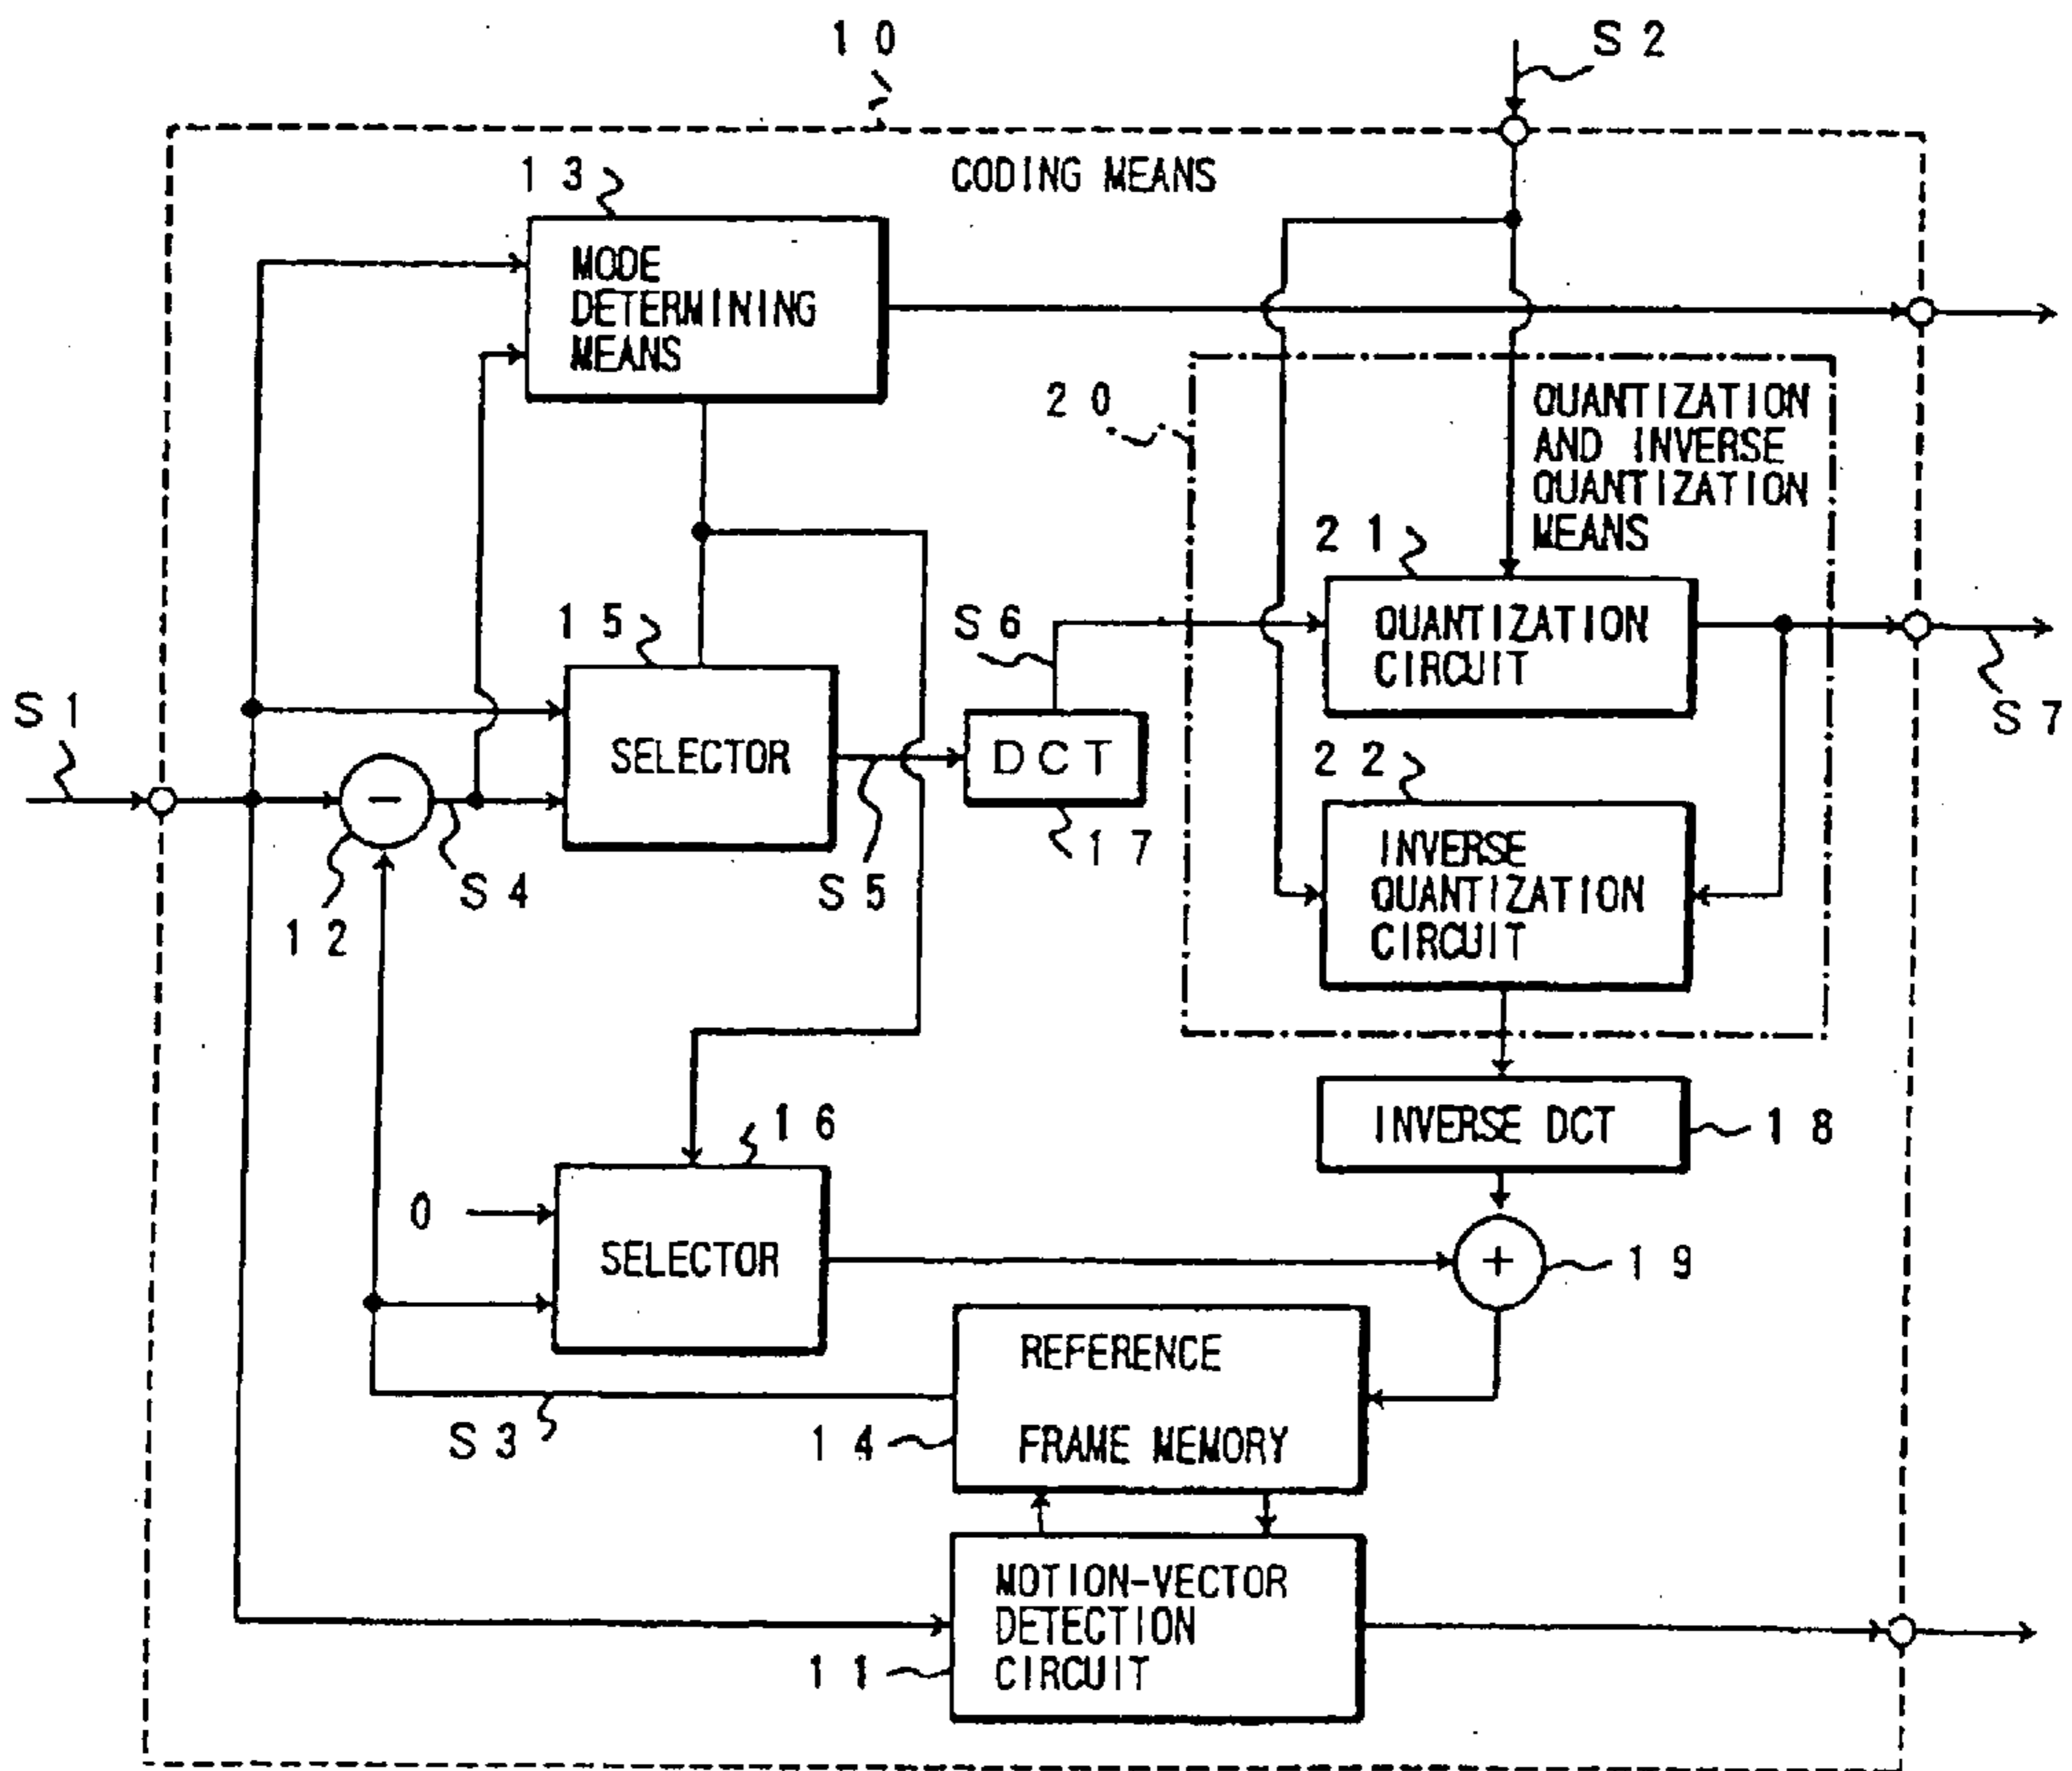 10
S2
CODING MEANS
13
MODE
DETERMINING
MEANS
20
QUANTIZATION
AND INVERSE
QUANTIZATION
MEANS
21
15
S6
QUANTIZATION
CIRCUIT
S1
SELECTOR
DCT
S7
22
−
17
INVERSE
QUANTIZATION
CIRCUIT
12
S4
S5
16
INVERSE DCT
18
0
SELECTOR
+
19
REFERENCE
FRAME MEMORY
S3
14
MOTION-VECTOR
DETECTION
CIRCUIT
11